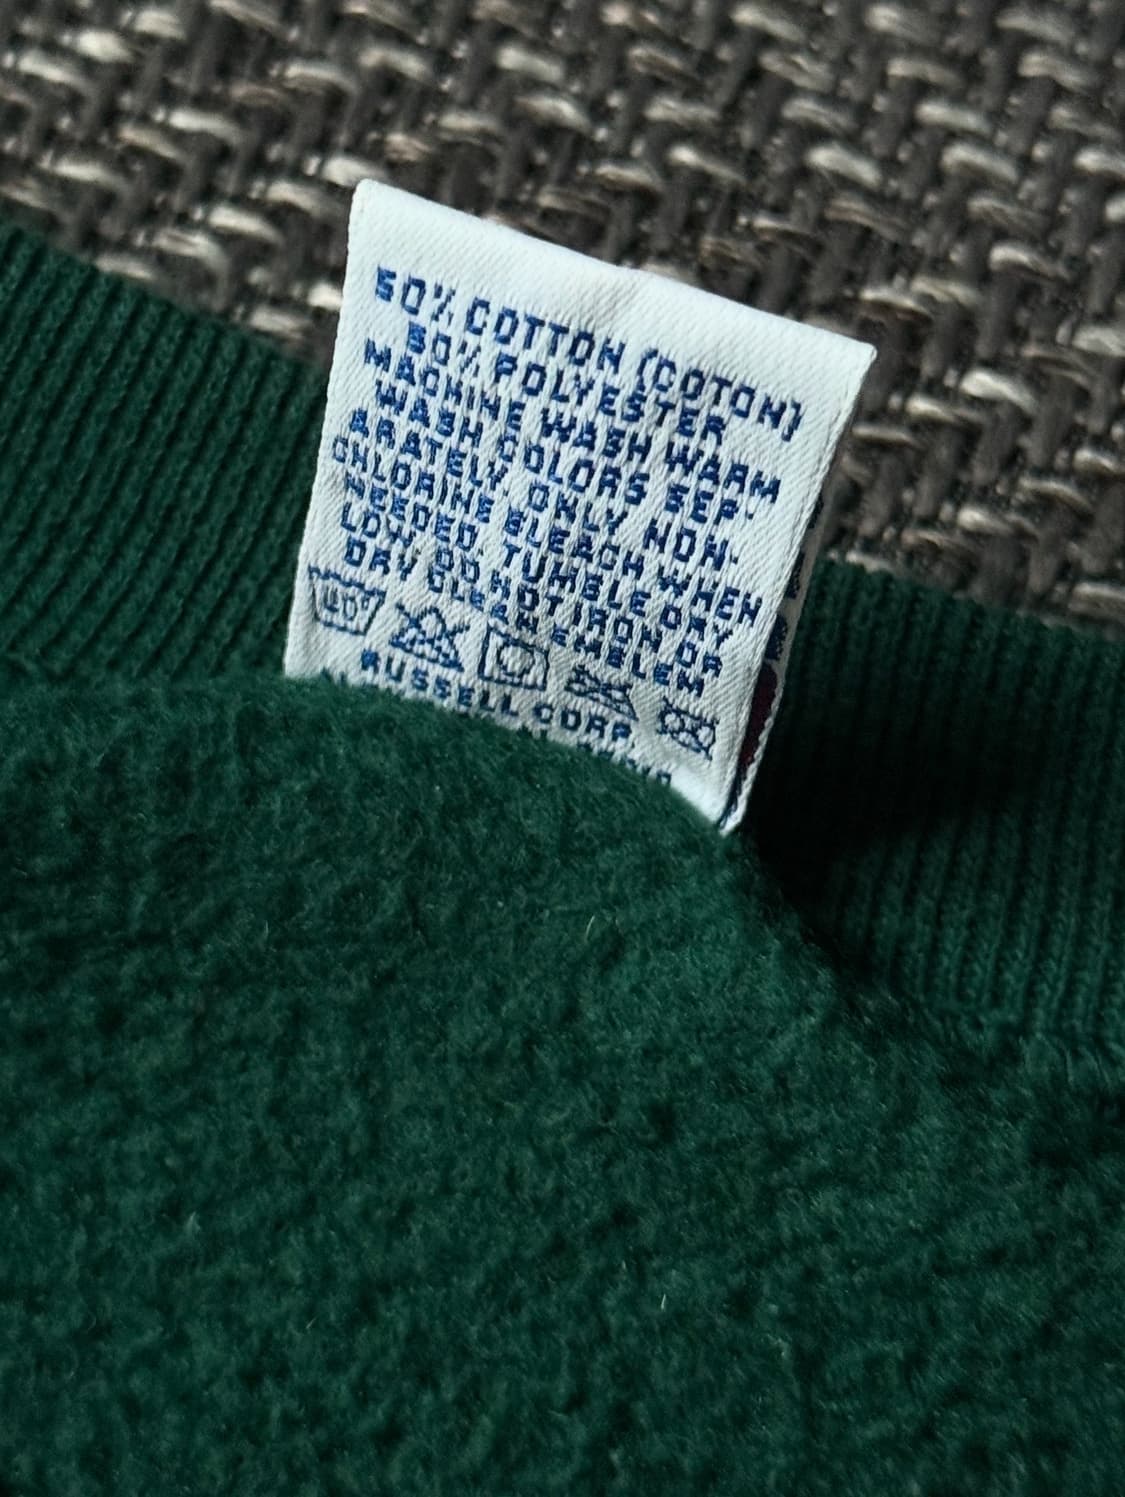 50% COTTON (COTON)
50% POLYESTER
MACHINE WASH WARM
WASH COLORS SEP-
ARATELY ONLY NON-
CHLORINE BLEACH WHEN
NEEDED. TUMBLE DRY
LOW. DO NOT IRON OR
DRY CLEAN EMBLEM
40°
RUSSELL CORP.